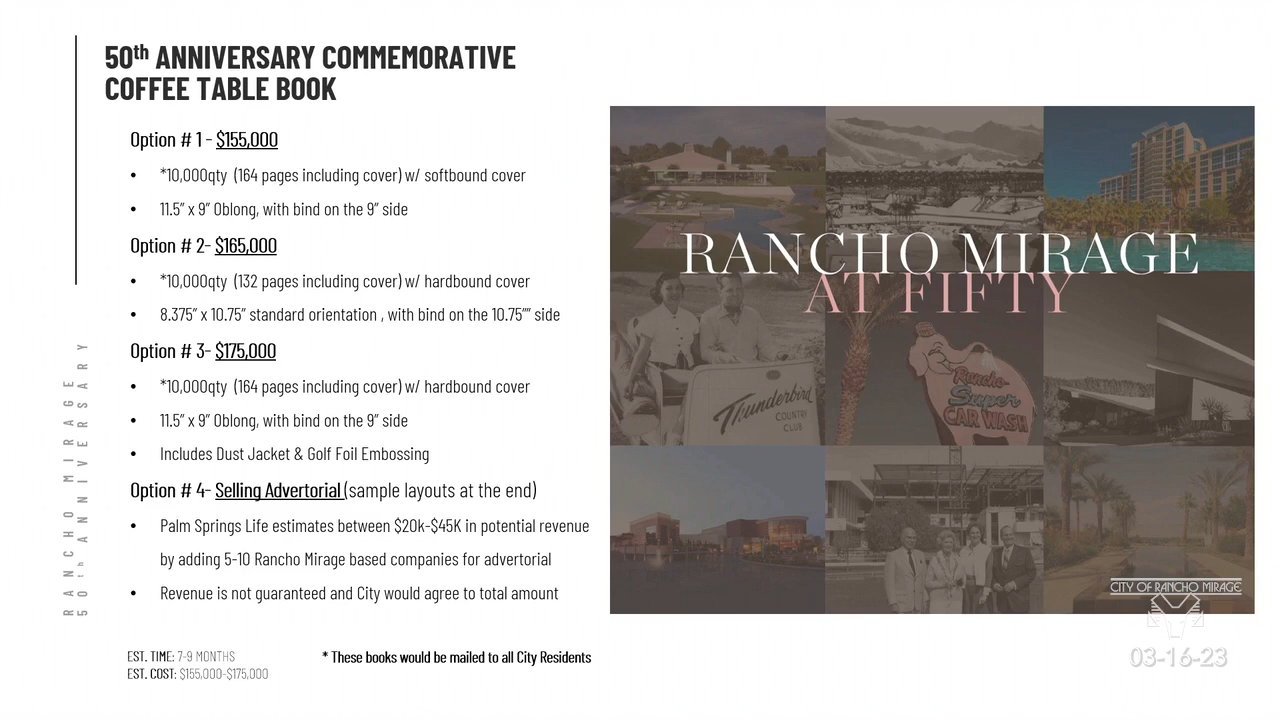 50th ANNIVERSARY COMMEMORATIVE
COFFEE TABLE BOOK
Option # 1 - $155,000
• *10,000qty (164 pages including cover) w/ softbound cover
• 11.5” x 9” Oblong, with bind on the 9” side
Option # 2- $165,000
• *10,000qty (132 pages including cover) w/ hardbound cover
• 8.375” x 10.75” standard orientation , with bind on the 10.75”” side
Option # 3- $175,000
• *10,000qty (164 pages including cover) w/ hardbound cover
• 11.5” x 9” Oblong, with bind on the 9” side
• Includes Dust Jacket & Golf Foil Embossing
Option # 4- Selling Advertorial (sample layouts at the end)
• Palm Springs Life estimates between $20k-$45K in potential revenue
by adding 5-10 Rancho Mirage based companies for advertorial
• Revenue is not guaranteed and City would agree to total amount
EST. TIME: 7-9 MONTHS
EST. COST: $155,000-$175,000
* These books would be mailed to all City Residents
RANCHO MIRAGE
50th ANNIVERSARY
RANCHO MIRAGE
AT FIFTY
Thunderbird
COUNTRY
CLUB
Rancho
Super
CAR WASH
CITY OF RANCHO MIRAGE
03-16-23